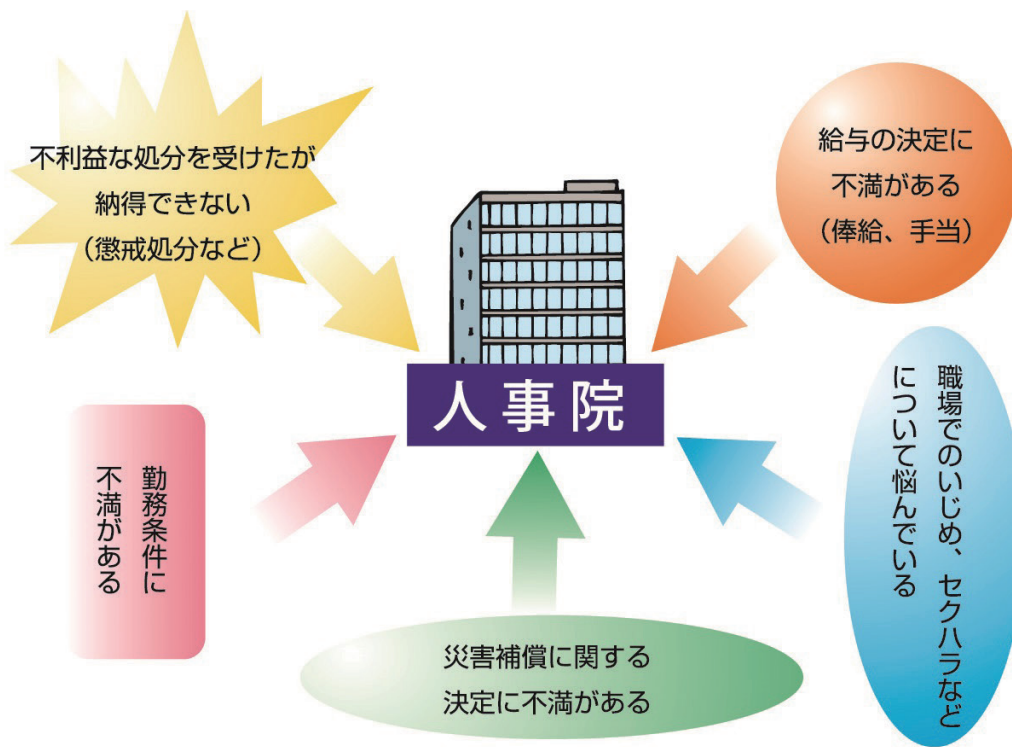 不利益な処分を受けたが
納得できない
（懲戒処分など）
給与の決定に
不満がある
（俸給、手当）
人事院
勤務条件に
不満がある
職場でのいじめ、セクハラなど
について悩んでいる
災害補償に関する
決定に不満がある